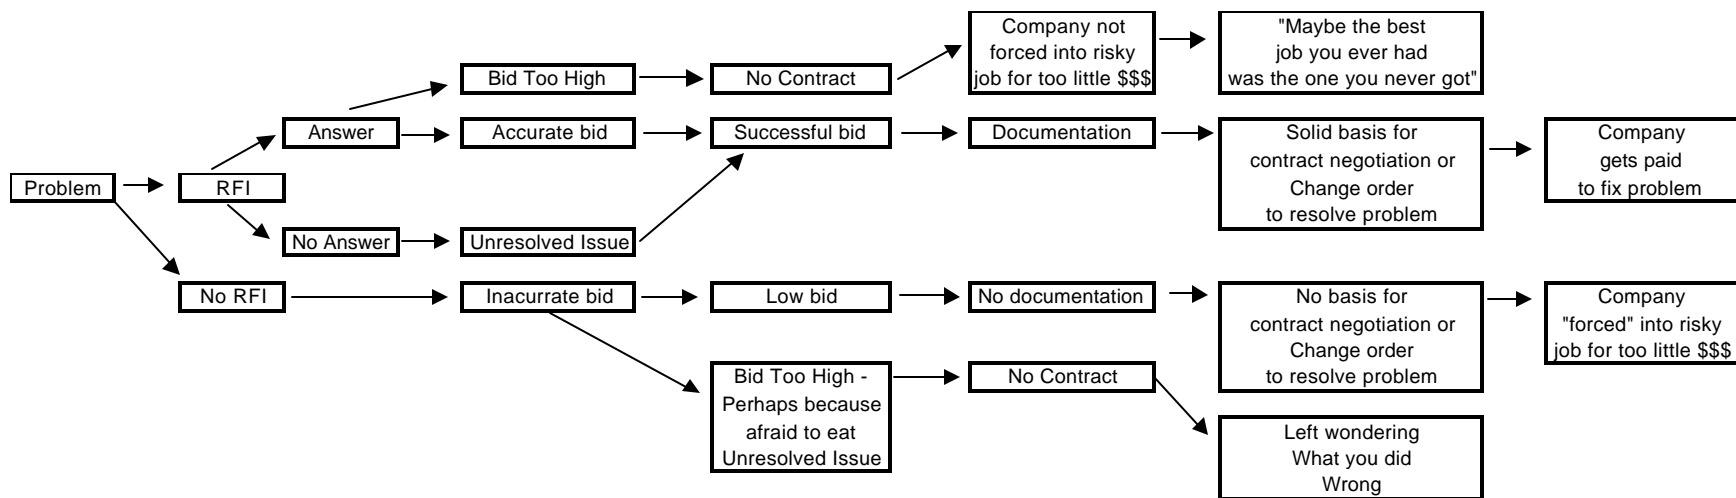 Company not
forced into risky
job for too little $$$
"Maybe the best
job you ever had
was the one you never got"
Bid Too High
No Contract
Answer
Accurate bid
Successful bid
Documentation
Solid basis for
contract negotiation or
Change order
to resolve problem
Company
gets paid
to fix problem
Problem
RFI
No Answer
Unresolved Issue
No RFI
Inacurrate bid
Low bid
No documentation
No basis for
contract negotiation or
Change order
to resolve problem
Company
"forced" into risky
job for too little $$$
Bid Too High -
Perhaps because
afraid to eat
Unresolved Issue
No Contract
Left wondering
What you did
Wrong